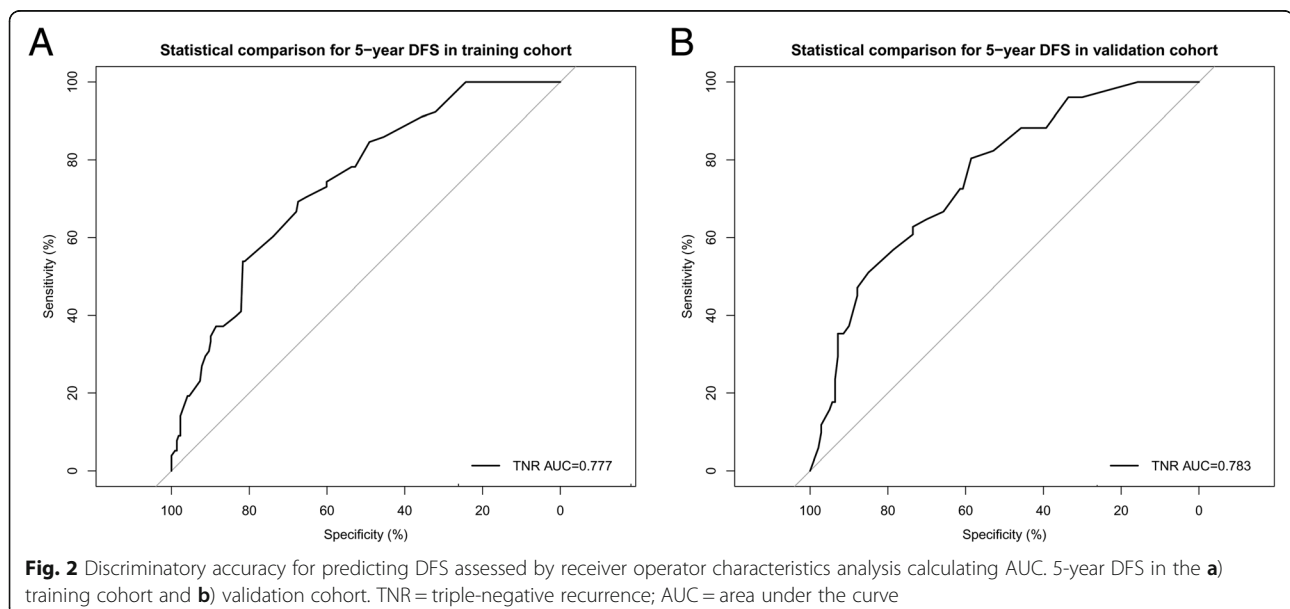 A
Statistical comparison for 5−year DFS in training cohort
Sensitivity (%)
100
80
60
40
20
0
100 80 60 40 20 0
Specificity (%)
TNR AUC=0.777
B
Statistical comparison for 5−year DFS in validation cohort
Sensitivity (%)
100
80
60
40
20
0
100 80 60 40 20 0
Specificity (%)
TNR AUC=0.783
Fig. 2 Discriminatory accuracy for predicting DFS assessed by receiver operator characteristics analysis calculating AUC. 5-year DFS in the a)
training cohort and b) validation cohort. TNR = triple-negative recurrence; AUC = area under the curve